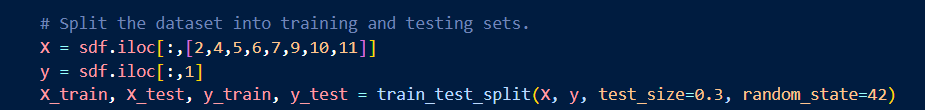 # Split the dataset into training and testing sets.
X = sdf.iloc[:,[2,4,5,6,7,9,10,11]]
y = sdf.iloc[:,1]
X_train, X_test, y_train, y_test = train_test_split(X, y, test_size=0.3, random_state=42)